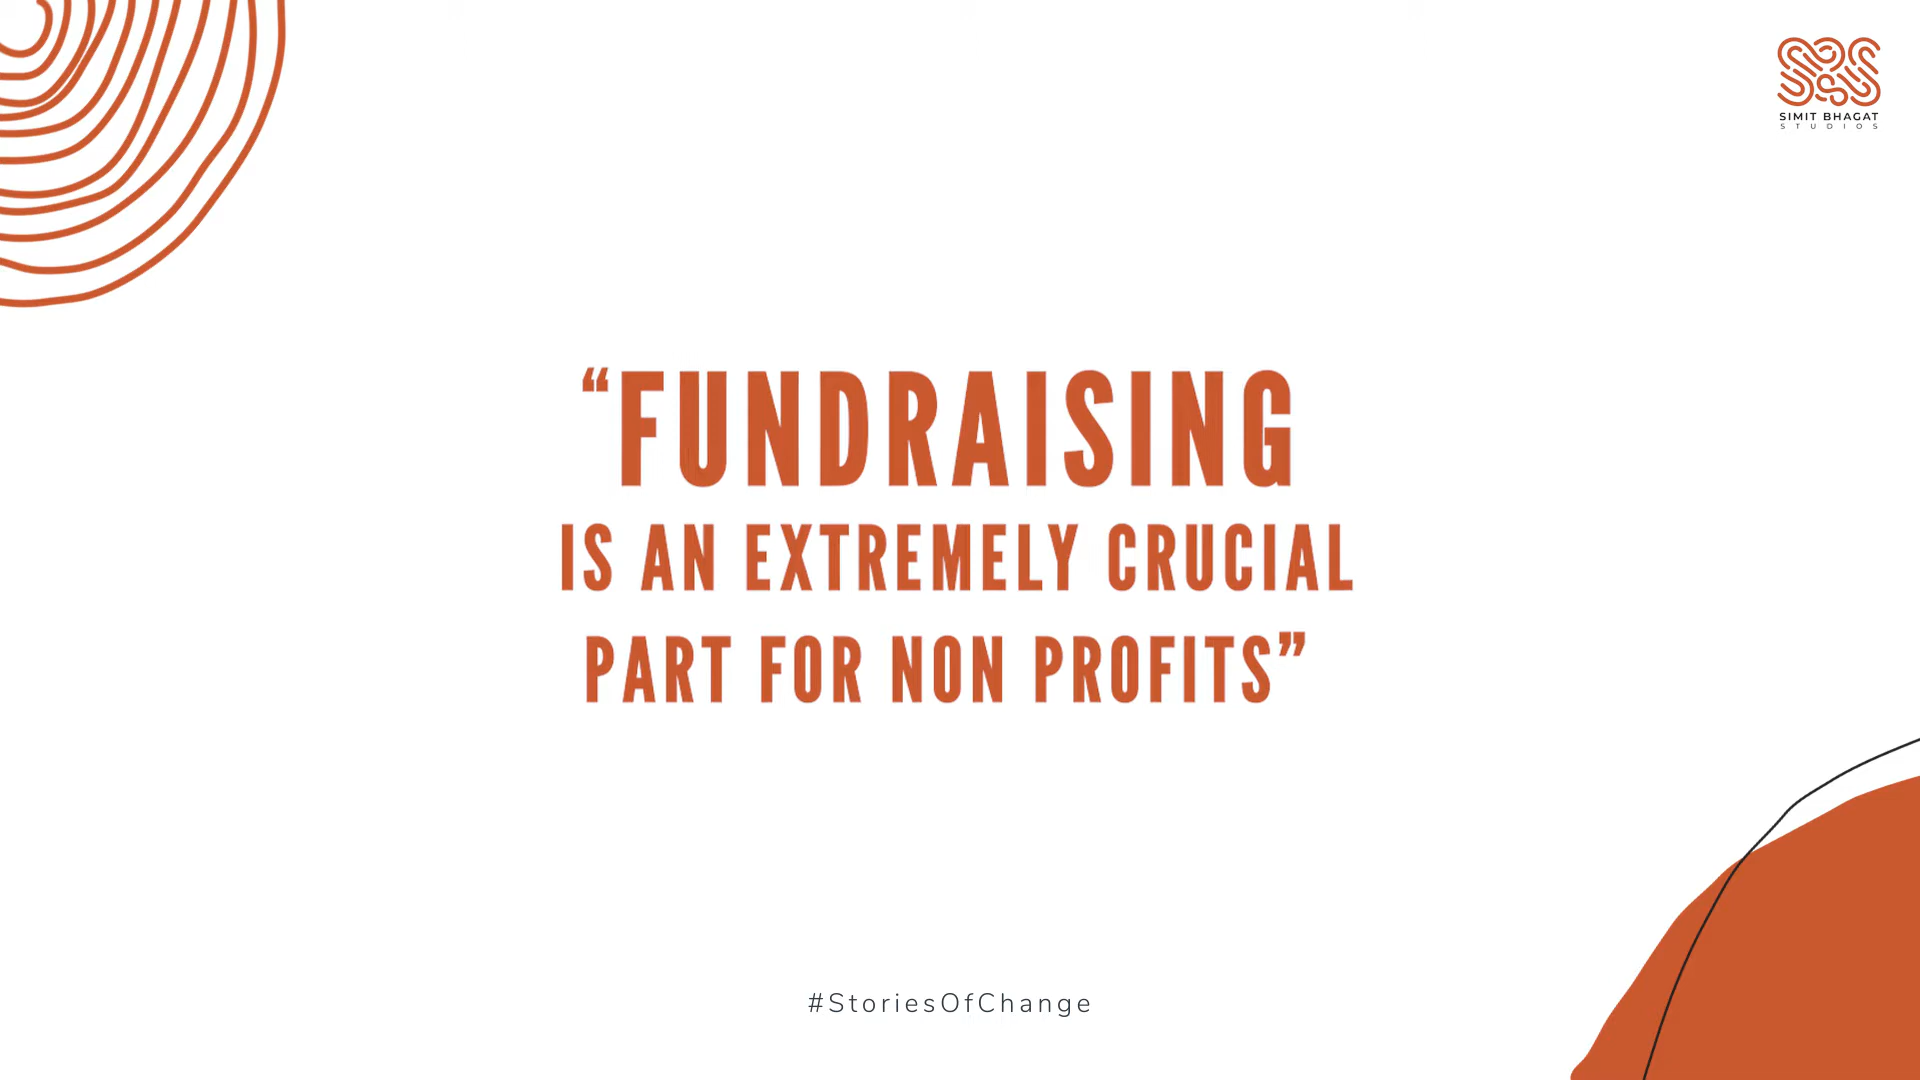 SIMIT BHAGAT
STUDIOS
“FUNDRAISING
IS AN EXTREMELY CRUCIAL
PART FOR NON PROFITS”
#StoriesOfChange